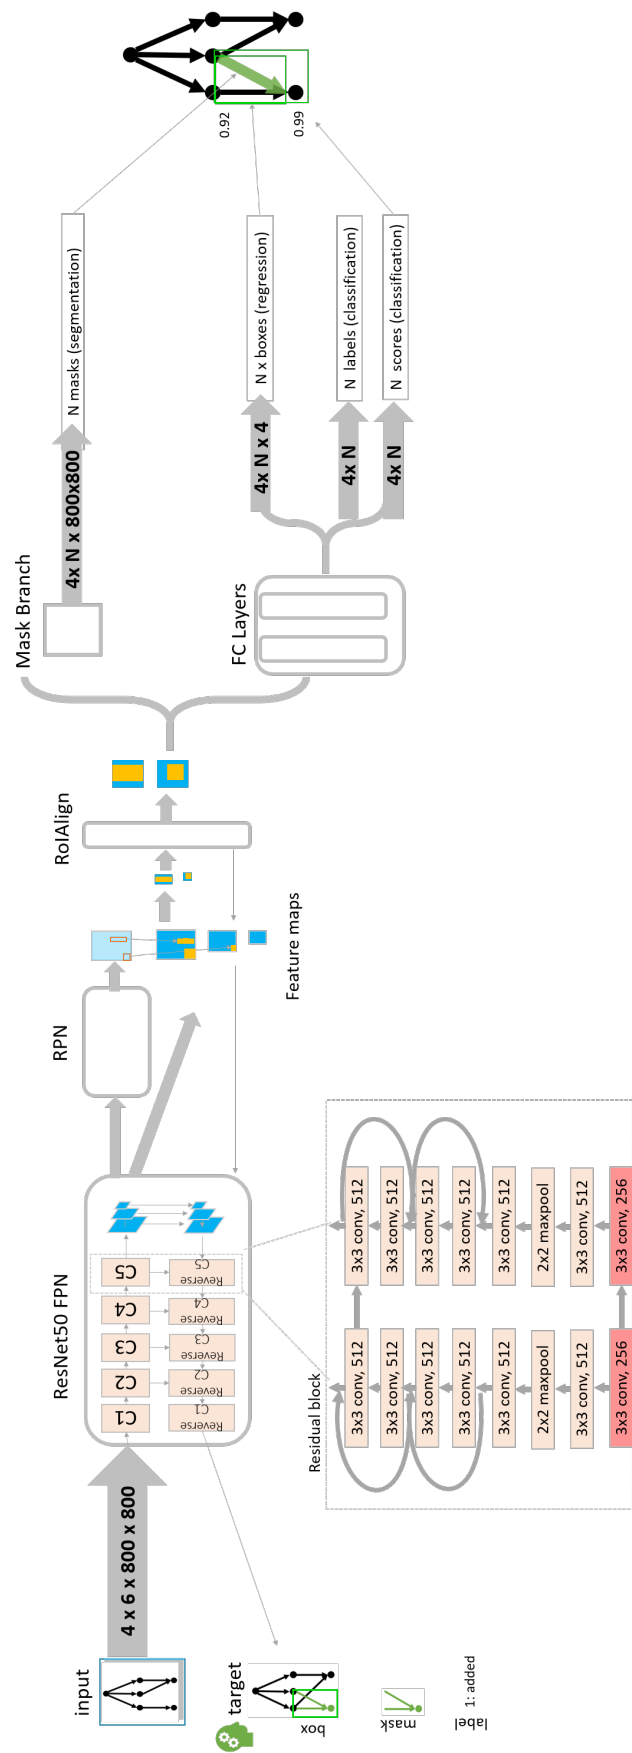 input
4 x 6 x 800 x 800
ResNet50 FPN
C1
C2
C3
C4
C5
C1
Reverse
C2
Reverse
C3
Reverse
C4
Reverse
C5
Reverse
RPN
Feature maps
RoIAlign
Mask Branch
4x N x 800x800
N masks (segmentation)
FC Layers
4x N x 4
N x boxes (regression)
4x N
N labels (classification)
4x N
N scores (classification)
0.92
0.99
target
box
mask
label
1: added
Residual block
3x3 conv, 512
3x3 conv, 512
3x3 conv, 512
3x3 conv, 512
3x3 conv, 512
2x2 maxpool
3x3 conv, 512
3x3 conv, 256
3x3 conv, 512
3x3 conv, 512
3x3 conv, 512
3x3 conv, 512
3x3 conv, 512
2x2 maxpool
3x3 conv, 512
3x3 conv, 256